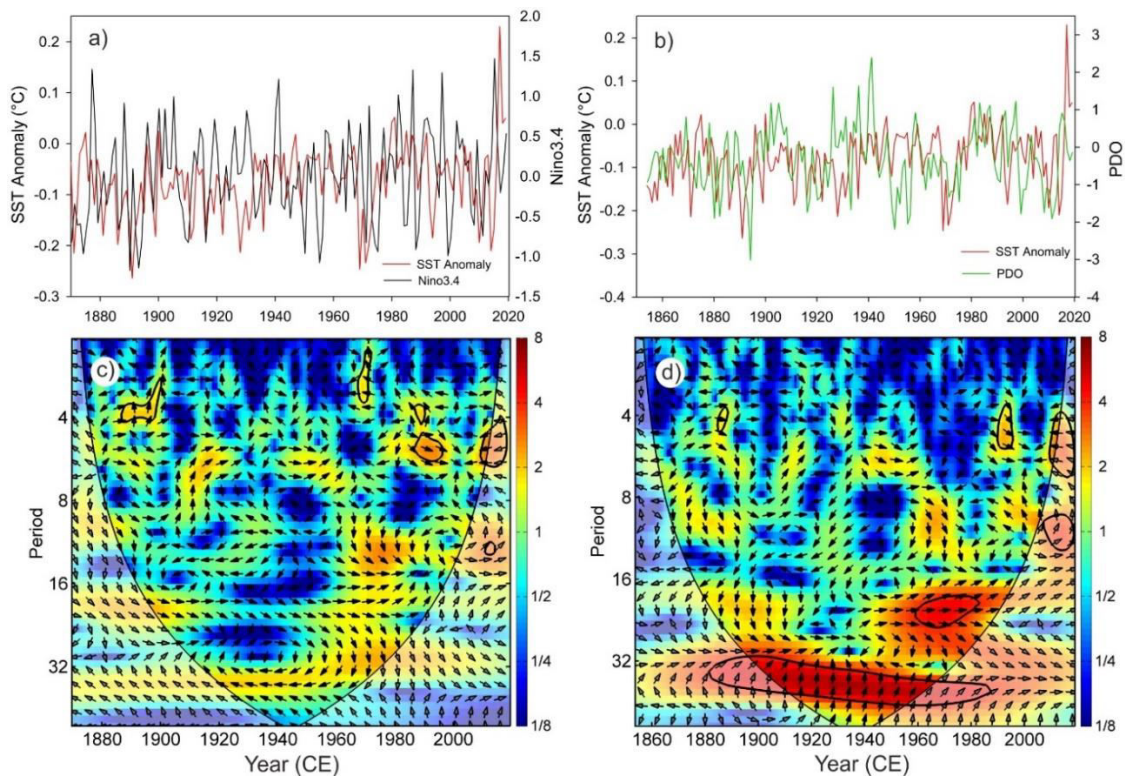 a)
SST Anomaly (°C)
0.2
0.1
0.0
-0.1
-0.2
-0.3
2.0
1.5
1.0
0.5
0.0
-0.5
-1.0
-1.5
Nino3.4
SST Anomaly
Nino3.4
1880 1900 1920 1940 1960 1980 2000 2020
b)
SST Anomaly (°C)
0.2
0.1
0.0
-0.1
-0.2
-0.3
-0.4
3
2
1
0
-1
-2
-3
-4
PDO
SST Anomaly
PDO
1860 1880 1900 1920 1940 1960 1980 2000 2020
c)
Period
4
8
16
32
8
4
2
1
1/2
1/4
1/8
1880 1900 1920 1940 1960 1980 2000
Year (CE)
d)
Period
4
8
16
32
8
4
2
1
1/2
1/4
1/8
1860 1880 1900 1920 1940 1960 1980 2000
Year (CE)